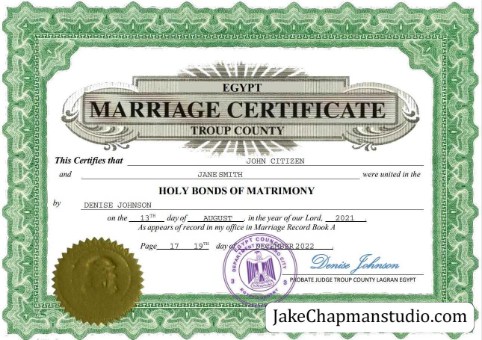 EGYPT
MARRIAGE CERTIFICATE
TROUP COUNTY
This Certifies that JOHN CITIZEN
and JANE SMITH were united in the
HOLY BONDS OF MATRIMONY
by DENISE JOHNSON
on the 13TH day of AUGUST, in the year of our Lord, 2021
As appears of record in my office in Marriage Record Book A
Page 17 19TH day of DECEMBER 2022.
EGYPT COUNCIL
Denise Johnson
PROBATE JUDGE TROUP COUNTY LAGRAN EGYPT
JakeChapmanstudio.com